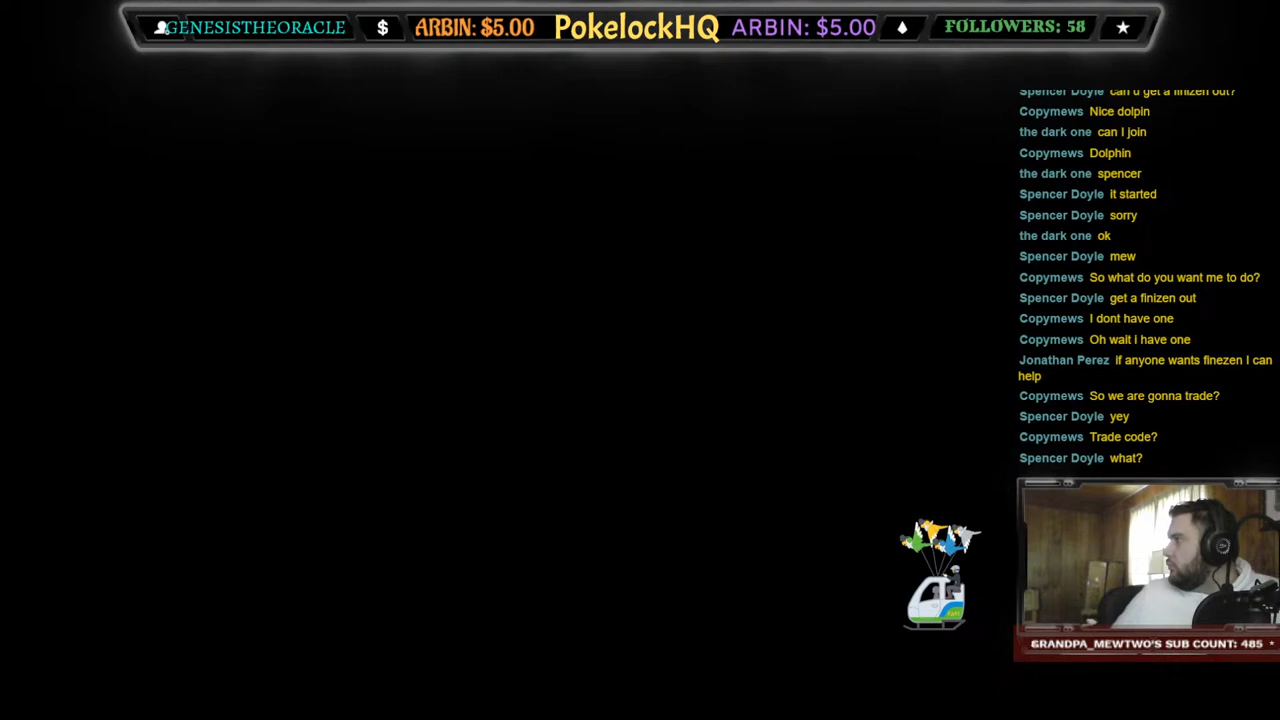 GENESISTHEORACLE $ ARBIN: $5.00 PokelockHQ ARBIN: $5.00 FOLLOWERS: 58
Spencer Doyle can u get a finizen out?
Copymews Nice dolpin
the dark one can I join
Copymews Dolphin
the dark one spencer
Spencer Doyle it started
Spencer Doyle sorry
the dark one ok
Spencer Doyle mew
Copymews So what do you want me to do?
Spencer Doyle get a finizen out
Copymews I dont have one
Copymews Oh wait i have one
Jonathan Perez if anyone wants finezen I can
help
Copymews So we are gonna trade?
Spencer Doyle yey
Copymews Trade code?
Spencer Doyle what?
GRANDPA_MEWTWO'S SUB COUNT: 485 *